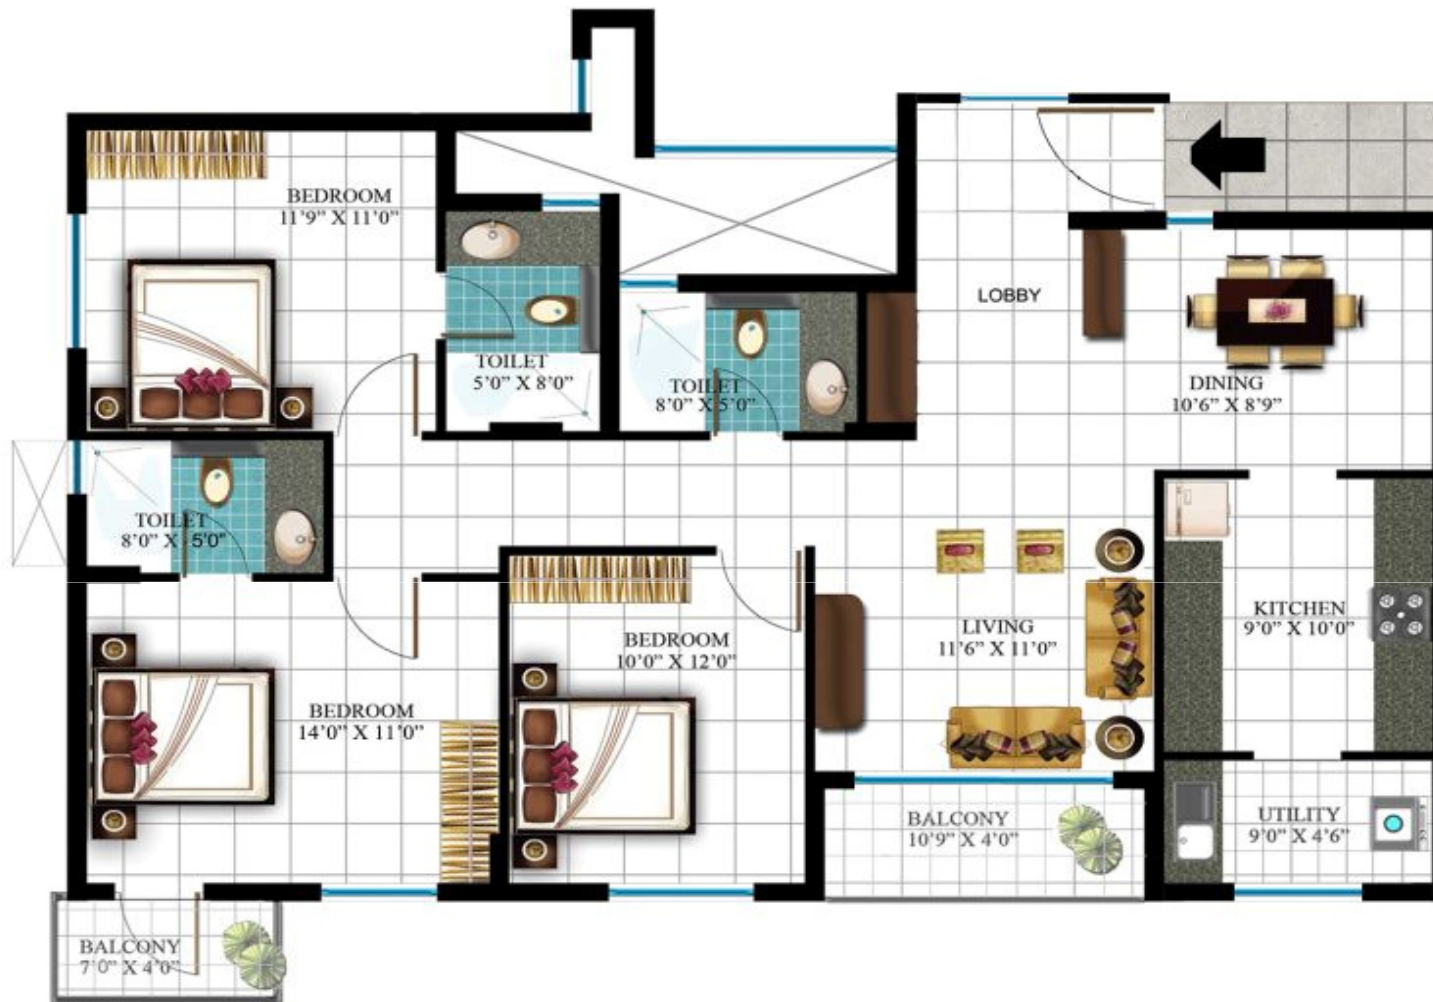 BEDROOM
11’9” X 11’0”
TOILET
5’0” X 8’0”
TOILET
8’0” X 5’0”
LOBBY
DINING
10’6” X 8’9”
TOILET
8’0” X 5'0"
BEDROOM
14’0” X 11’0”
BEDROOM
10’0” X 12’0”
LIVING
11’6” X 11’0”
KITCHEN
9’0” X 10’0”
BALCONY
10’9” X 4’0”
UTILITY
9’0” X 4’6”
BALCONY
7’0” X 4’0”